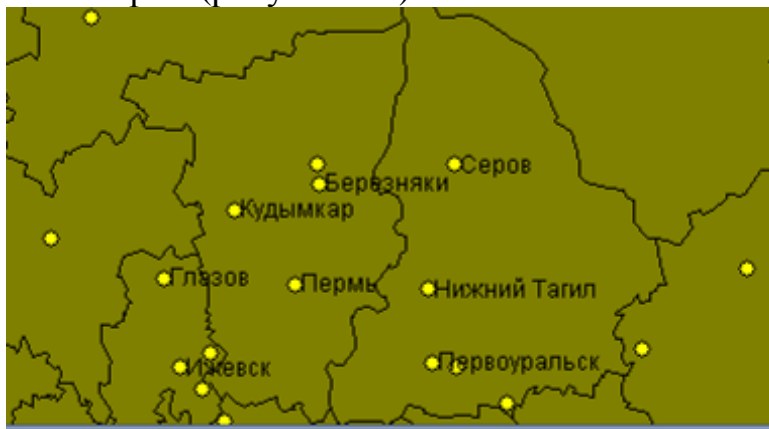 Серов
Березняки
Кудымкар
Глазов
Пермь
Нижний Тагил
Первоуральск
Ижевск